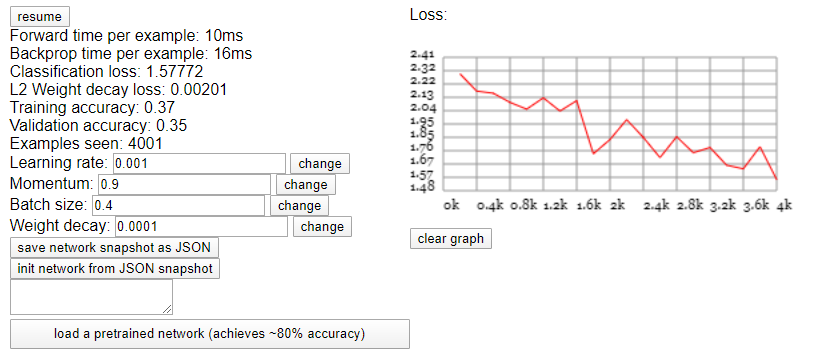 resume
Forward time per example: 10ms
Backprop time per example: 16ms
Classification loss: 1.57772
L2 Weight decay loss: 0.00201
Training accuracy: 0.37
Validation accuracy: 0.35
Examples seen: 4001
Learning rate: 0.001 change
Momentum: 0.9 change
Batch size: 0.4 change
Weight decay: 0.0001 change
save network snapshot as JSON
init network from JSON snapshot
load a pretrained network (achieves ~80% accuracy)
Loss:
2.41
2.32
2.22
2.13
2.04
1.95
1.85
1.76
1.67
1.57
1.48
0k 0.4k 0.8k 1.2k 1.6k 2k 2.4k 2.8k 3.2k 3.6k 4k
clear graph